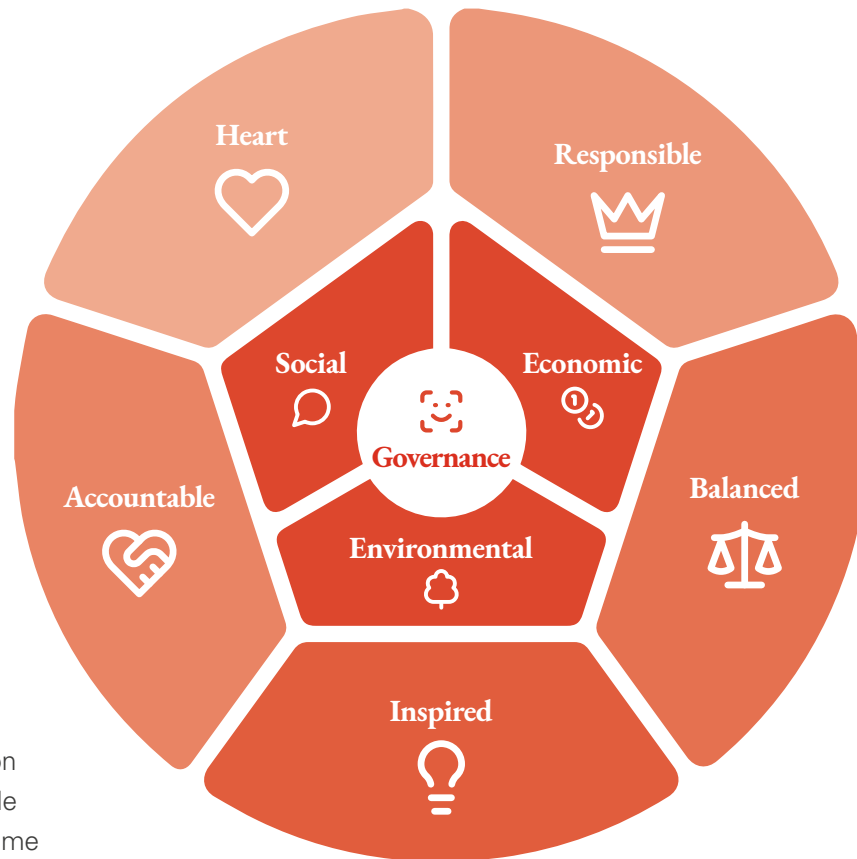 Heart
Responsible
Social
Economic
Governance
Accountable
Balanced
Environmental
Inspired